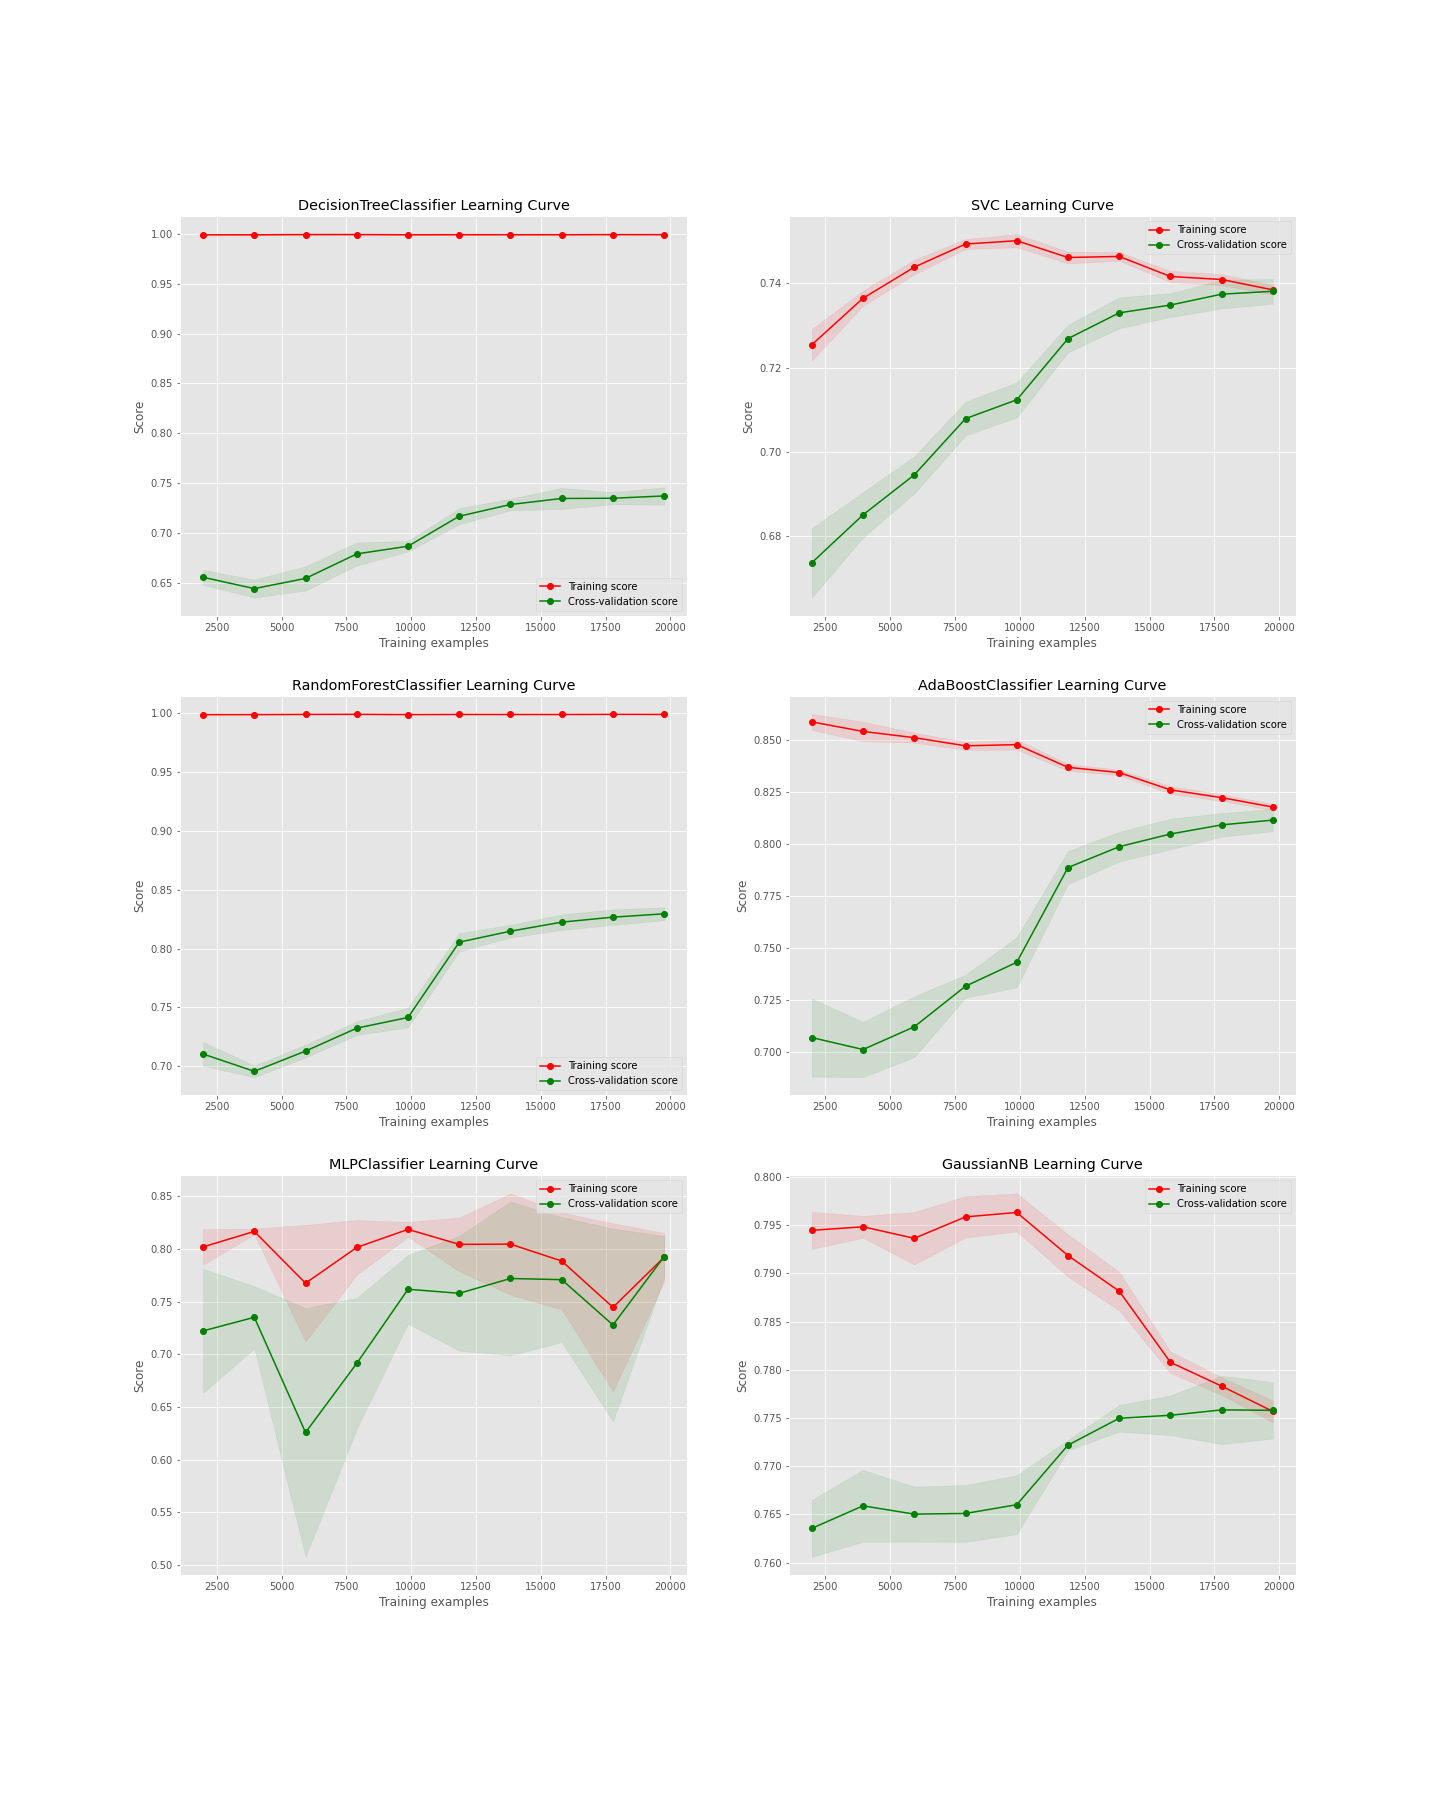 DecisionTreeClassifier Learning Curve
1.00
0.95
0.90
0.85
0.80
0.75
0.70
0.65
Score
Training score
Cross-validation score
2500 5000 7500 10000 12500 15000 17500 20000
Training examples
SVC Learning Curve
Training score
Cross-validation score
0.74
0.72
0.70
0.68
Score
2500 5000 7500 10000 12500 15000 17500 20000
Training examples
RandomForestClassifier Learning Curve
1.00
0.95
0.90
0.85
0.80
0.75
0.70
Score
Training score
Cross-validation score
2500 5000 7500 10000 12500 15000 17500 20000
Training examples
AdaBoostClassifier Learning Curve
Training score
Cross-validation score
0.850
0.825
0.800
0.775
0.750
0.725
0.700
Score
2500 5000 7500 10000 12500 15000 17500 20000
Training examples
MLPClassifier Learning Curve
Training score
Cross-validation score
0.85
0.80
0.75
0.70
0.65
0.60
0.55
0.50
Score
2500 5000 7500 10000 12500 15000 17500 20000
Training examples
GaussianNB Learning Curve
Training score
Cross-validation score
0.800
0.795
0.790
0.785
0.780
0.775
0.770
0.765
0.760
Score
2500 5000 7500 10000 12500 15000 17500 20000
Training examples